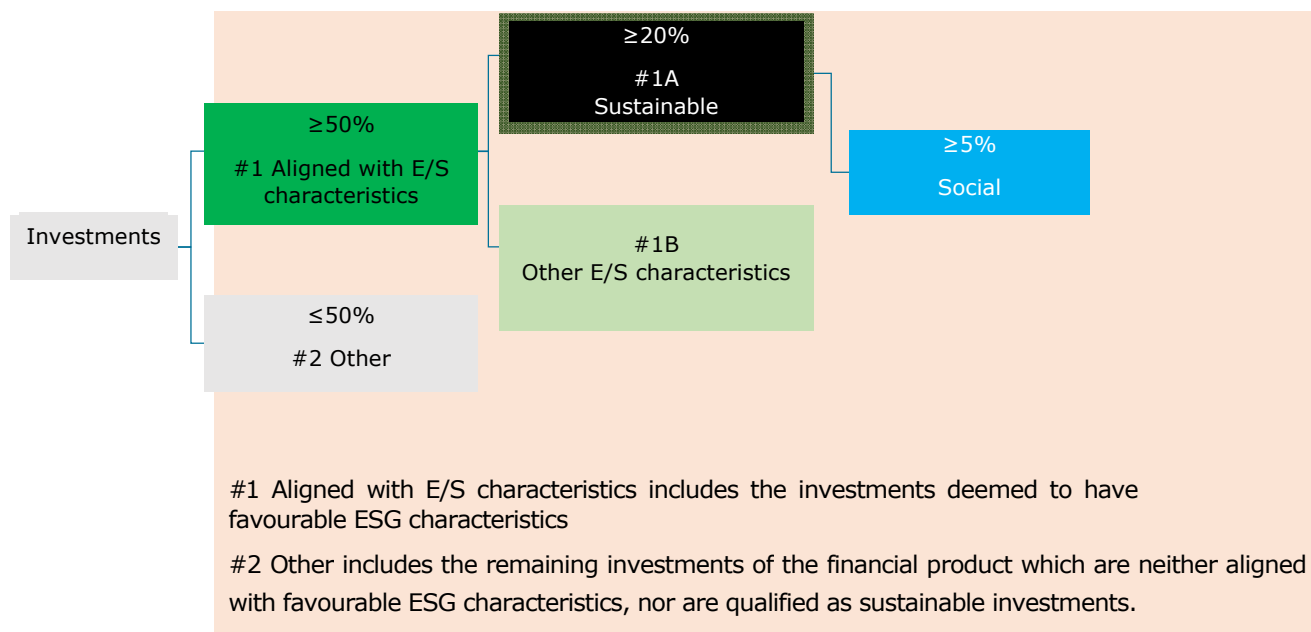 Investments
≥50%
#1 Aligned with E/S
characteristics
≤50%
#2 Other
≥20%
#1A
Sustainable
#1B
Other E/S characteristics
≥5%
Social
#1 Aligned with E/S characteristics includes the investments deemed to have
favourable ESG characteristics
#2 Other includes the remaining investments of the financial product which are neither aligned
with favourable ESG characteristics, nor are qualified as sustainable investments.